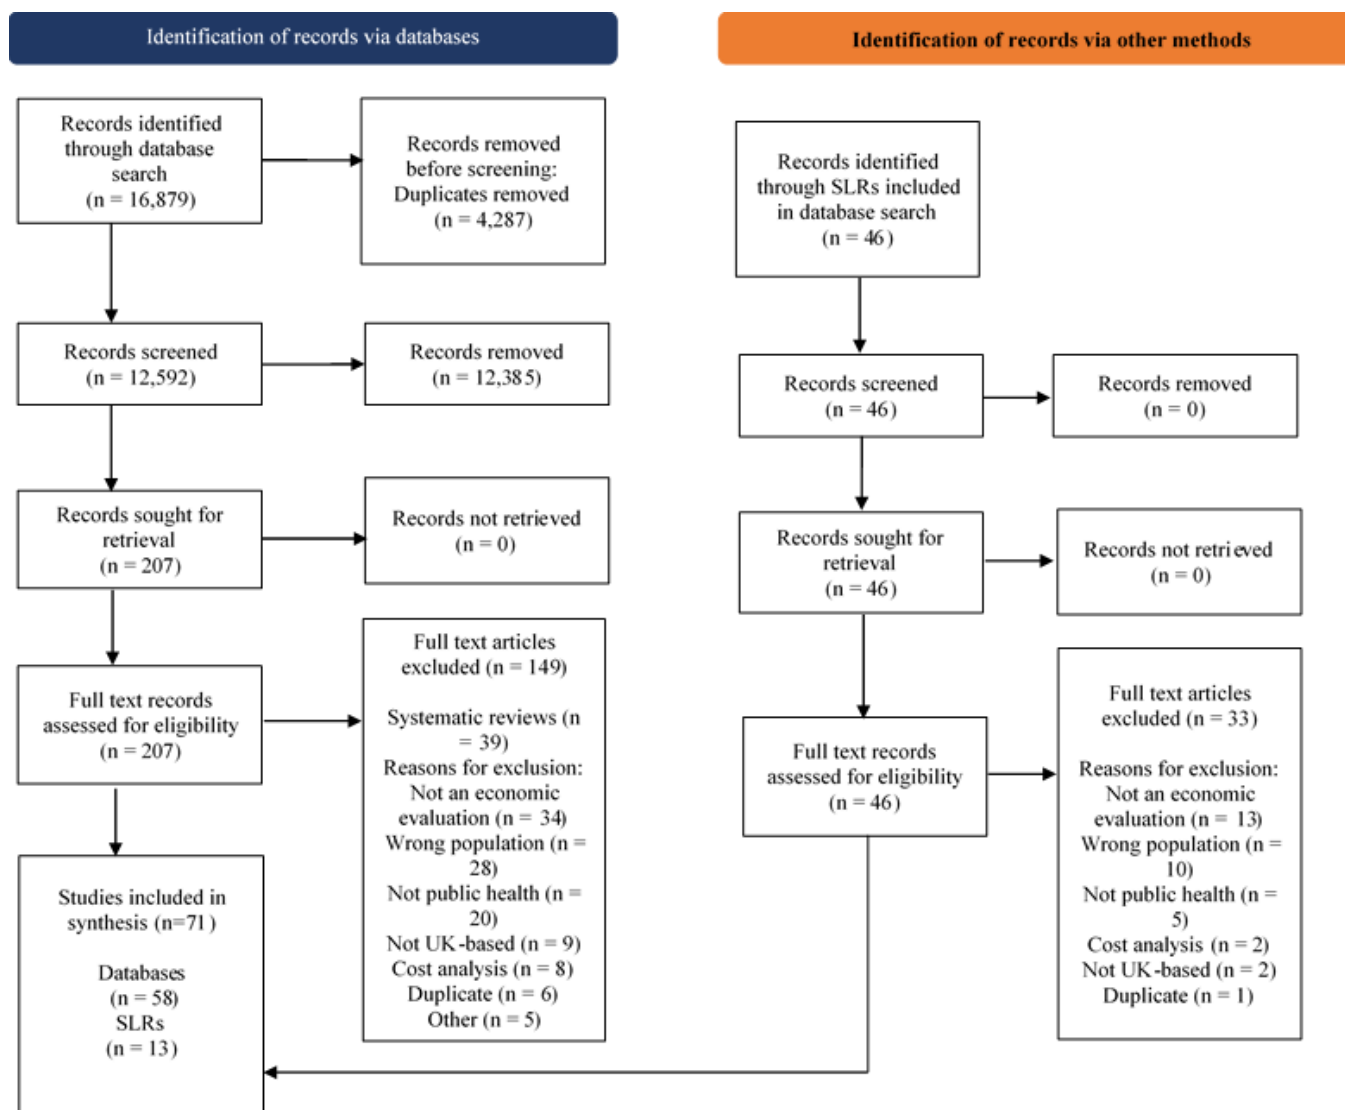 Identification of records via databases
Identification of records via other methods
Records identified
through database
search
(n = 16,879)
Records removed
before screening:
Duplicates removed
(n = 4,287)
Records identified
through SLRs included
in database search
(n = 46)
Records screened
(n = 12,592)
Records removed
(n = 12,385)
Records screened
(n = 46)
Records removed
(n = 0)
Records sought for
retrieval
(n = 207)
Records not retrieved
(n = 0)
Records sought for
retrieval
(n = 46)
Records not retrieved
(n = 0)
Full text records
assessed for eligibility
(n = 207)
Full text articles
excluded (n = 149)
Systematic reviews (n
= 39)
Reasons for exclusion:
Not an economic
evaluation (n = 34)
Wrong population (n =
28)
Not public health (n =
20)
Not UK-based (n = 9)
Cost analysis (n = 8)
Duplicate (n = 6)
Other (n = 5)
Full text records
assessed for eligibility
(n = 46)
Full text articles
excluded (n = 33)
Reasons for exclusion:
Not an economic
evaluation (n = 13)
Wrong population (n =
10)
Not public health (n =
5)
Cost analysis (n = 2)
Not UK-based (n = 2)
Duplicate (n = 1)
Studies included in
synthesis (n=71)
Databases
(n = 58)
SLRs
(n = 13)